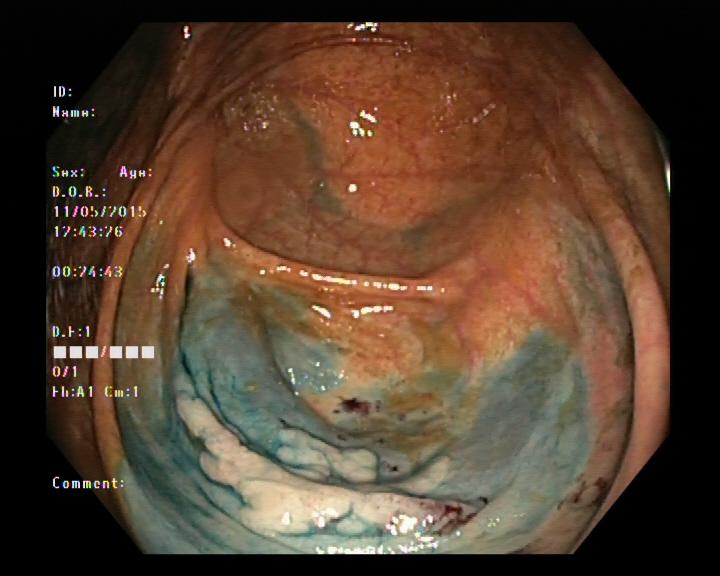 ID:
Name:
Sex: Age:
D.O.B.:
11/05/2015
12:43:26
00:24:43
D.F:1
■■■/■■■
0/1
Eh:A1 Cm:1
Comment: